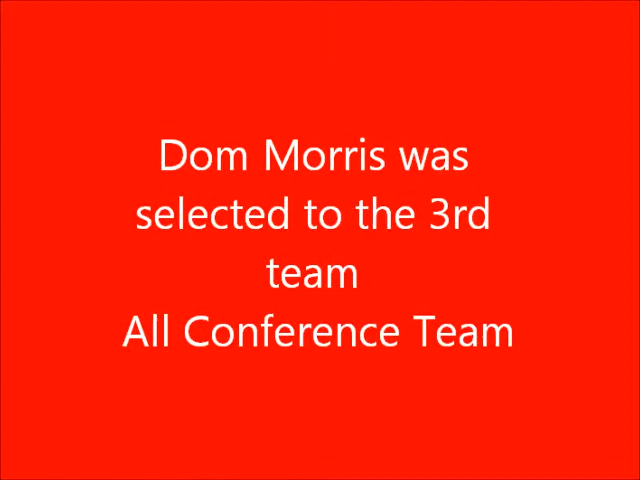 Dom Morris was
selected to the 3rd
team
All Conference Team